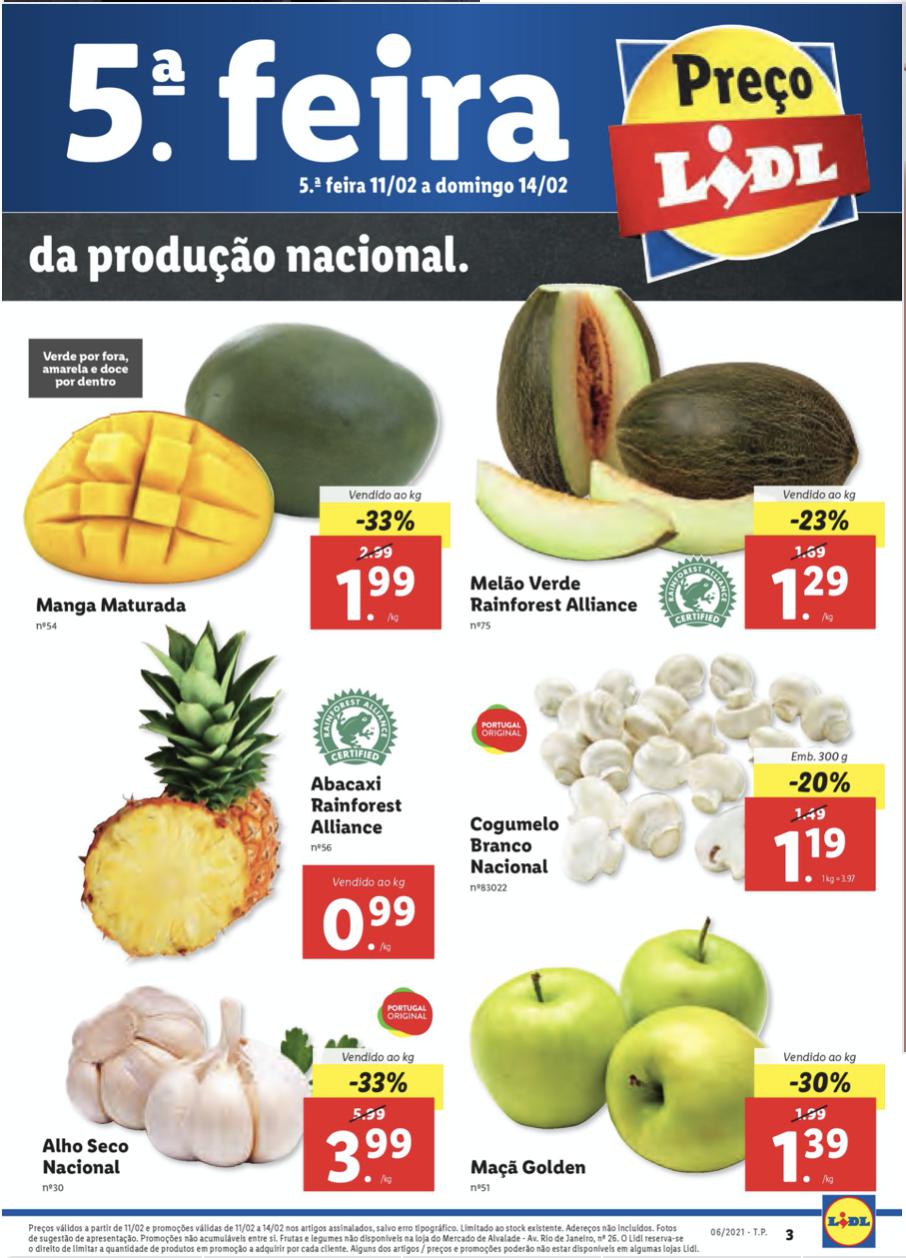 5.ª feira
5.ª feira 11/02 a domingo 14/02
Preço
LIDL
da produção nacional.
Verde por fora,
amarela e doce
por dentro
Vendido ao kg
-33%
2.99
1.99
/kg
Manga Maturada
nº54
Vendido ao kg
-23%
1.69
1.29
/kg
Melão Verde
Rainforest Alliance
nº75
RAINFOREST ALLIANCE
CERTIFIED
RAINFOREST ALLIANCE
CERTIFIED
Abacaxi
Rainforest
Alliance
nº56
Vendido ao kg
0.99
/kg
PORTUGAL
ORIGINAL
Emb. 300 g
-20%
1.49
1.19
1 kg = 3.97
Cogumelo
Branco
Nacional
nº83022
PORTUGAL
ORIGINAL
Vendido ao kg
-33%
5.99
3.99
/kg
Alho Seco
Nacional
nº30
Vendido ao kg
-30%
1.99
1.39
/kg
Maçã Golden
nº51
Preços válidos a partir de 11/02 e promoções válidas de 11/02 a 14/02 nos artigos assinalados, salvo erro tipográfico. Limitado ao stock existente. Adereços não incluídos. Fotos
de sugestão de apresentação. Promoções não acumuláveis entre si. Frutas e legumes não disponíveis na loja do Mercado de Alvalade - Av. Rio de Janeiro, nº 26. O Lidl reserva-se
o direito de limitar a quantidade de produtos em promoção a adquirir por cada cliente. Alguns dos artigos / preços e promoções poderão não estar disponíveis em algumas lojas Lidl.
06/2021 - T.P.
3
LIDL